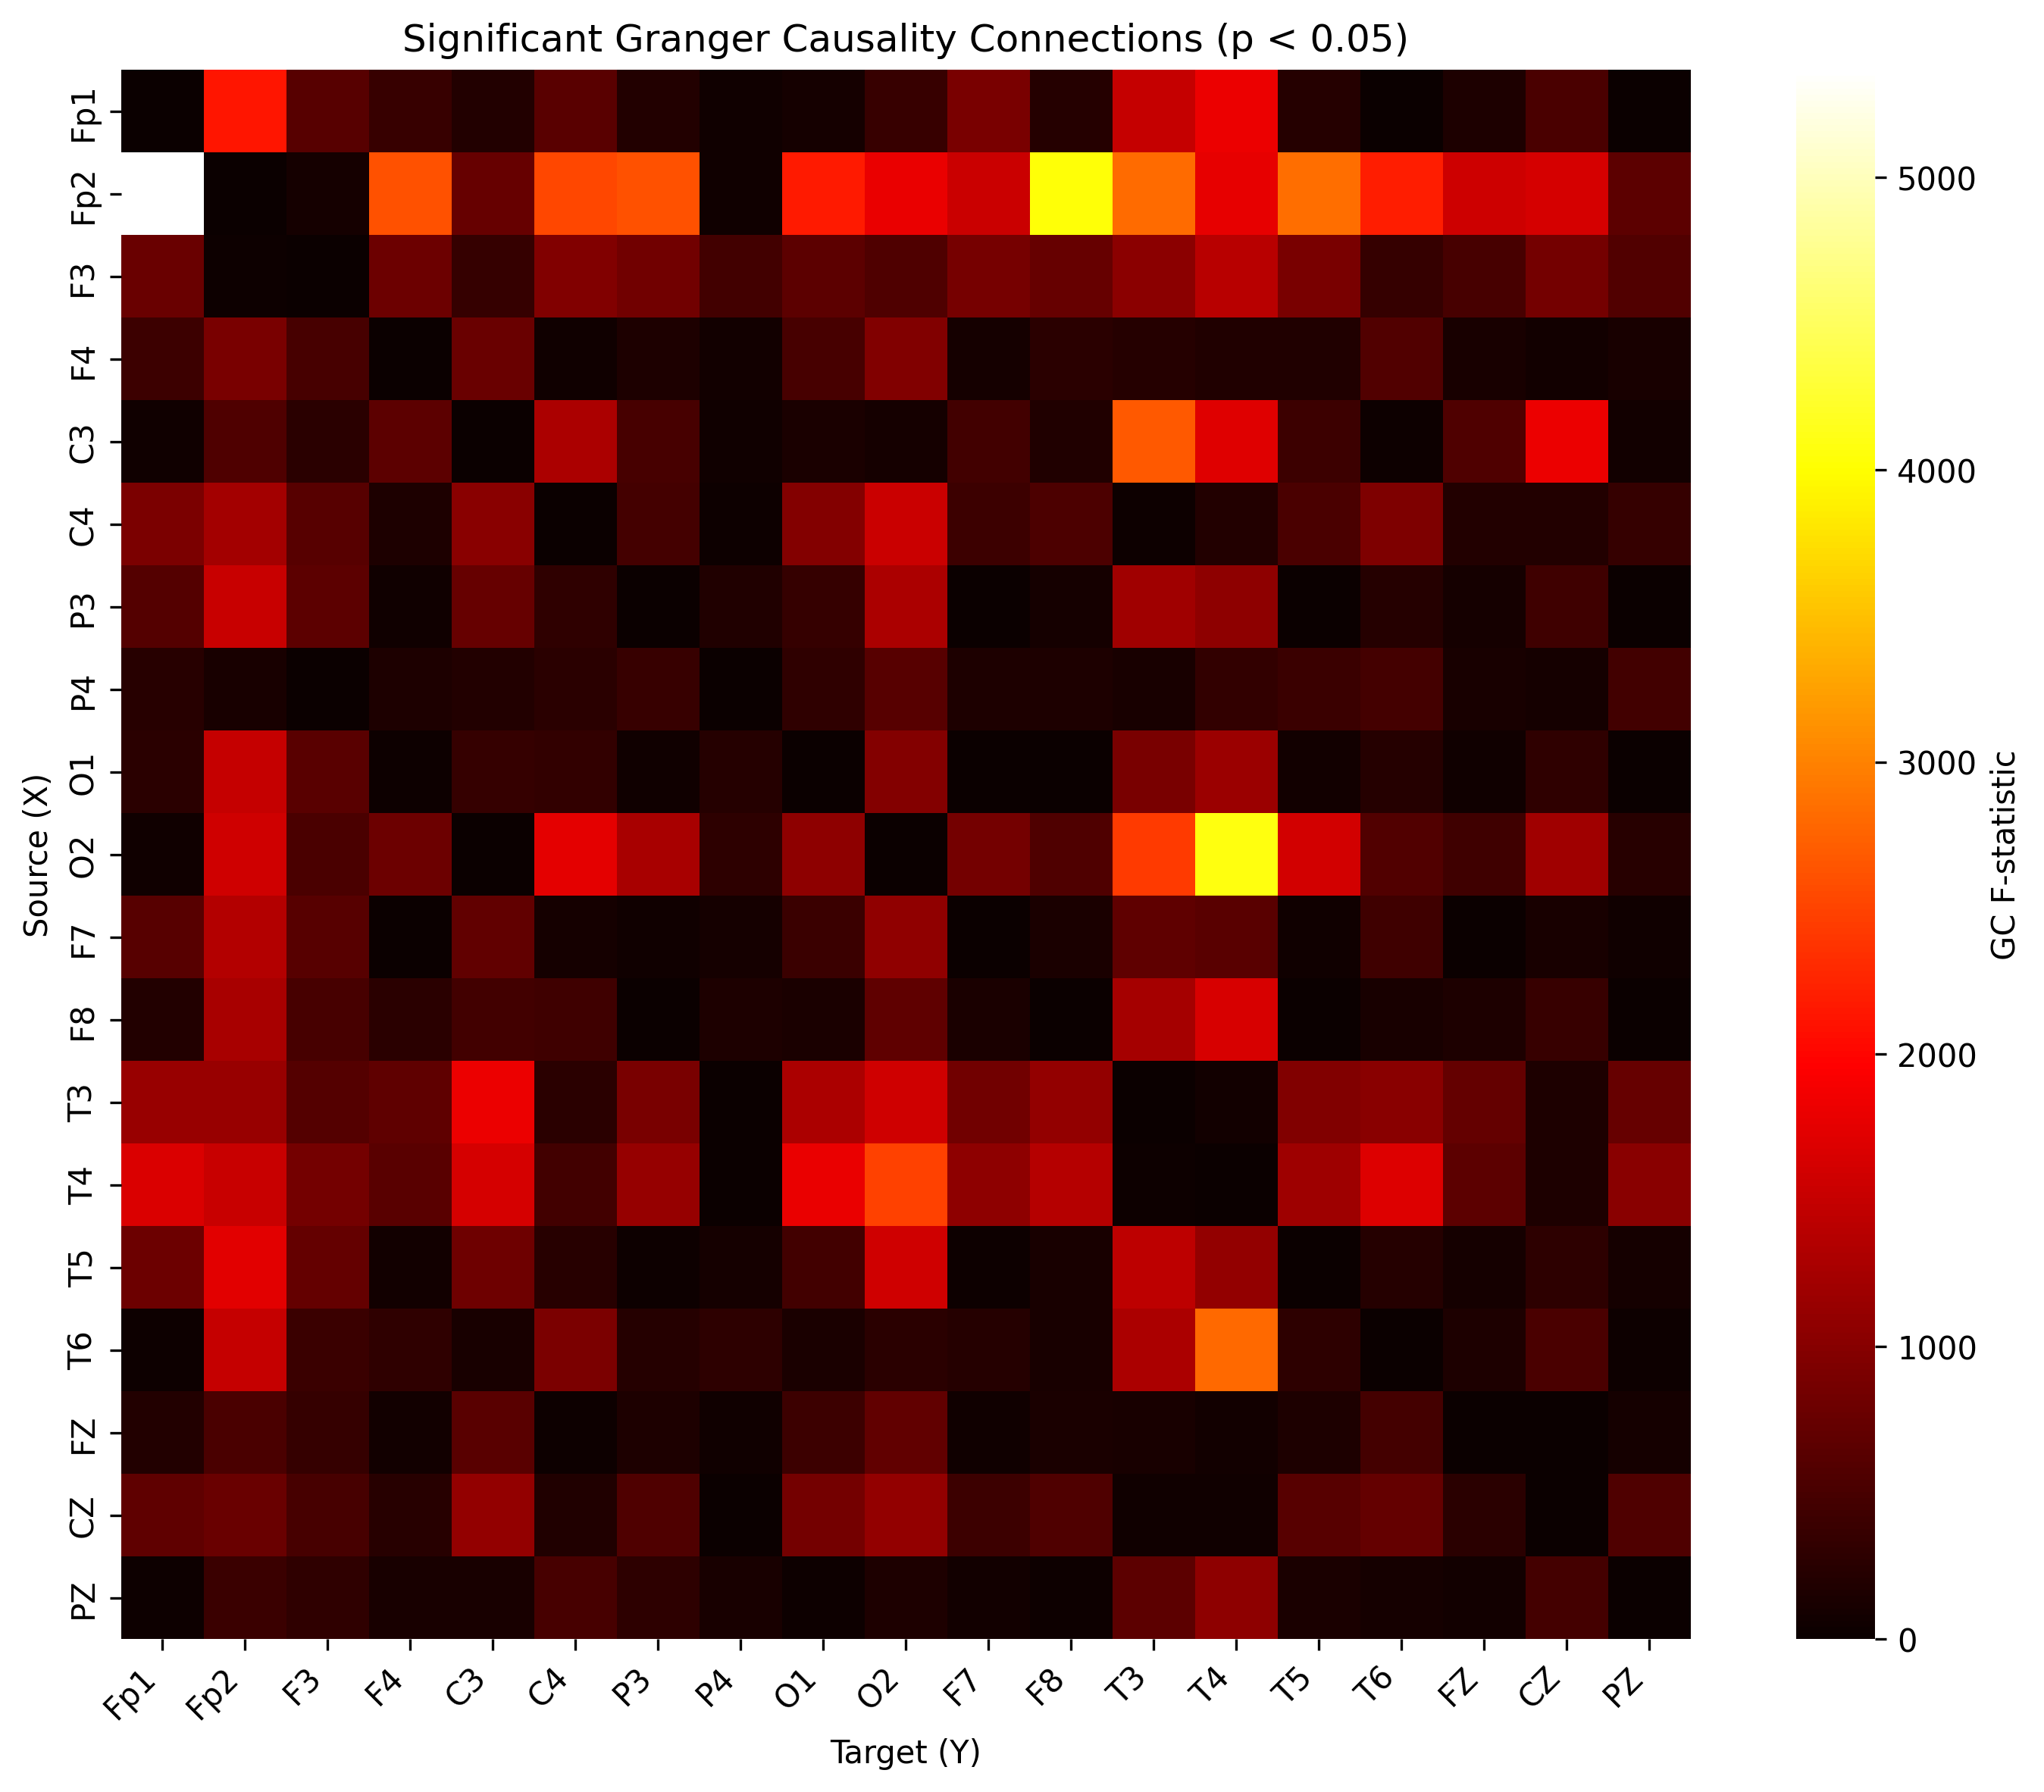 Significant Granger Causality Connections (p < 0.05)
Fp1
Fp2
F3
F4
C3
C4
P3
P4
O1
O2
F7
F8
T3
T4
T5
T6
FZ
CZ
PZ
Source (X)
Fp1 Fp2 F3 F4 C3 C4 P3 P4 O1 O2 F7 F8 T3 T4 T5 T6 FZ CZ PZ
Target (Y)
5000
4000
3000
2000
1000
0
GC F-statistic